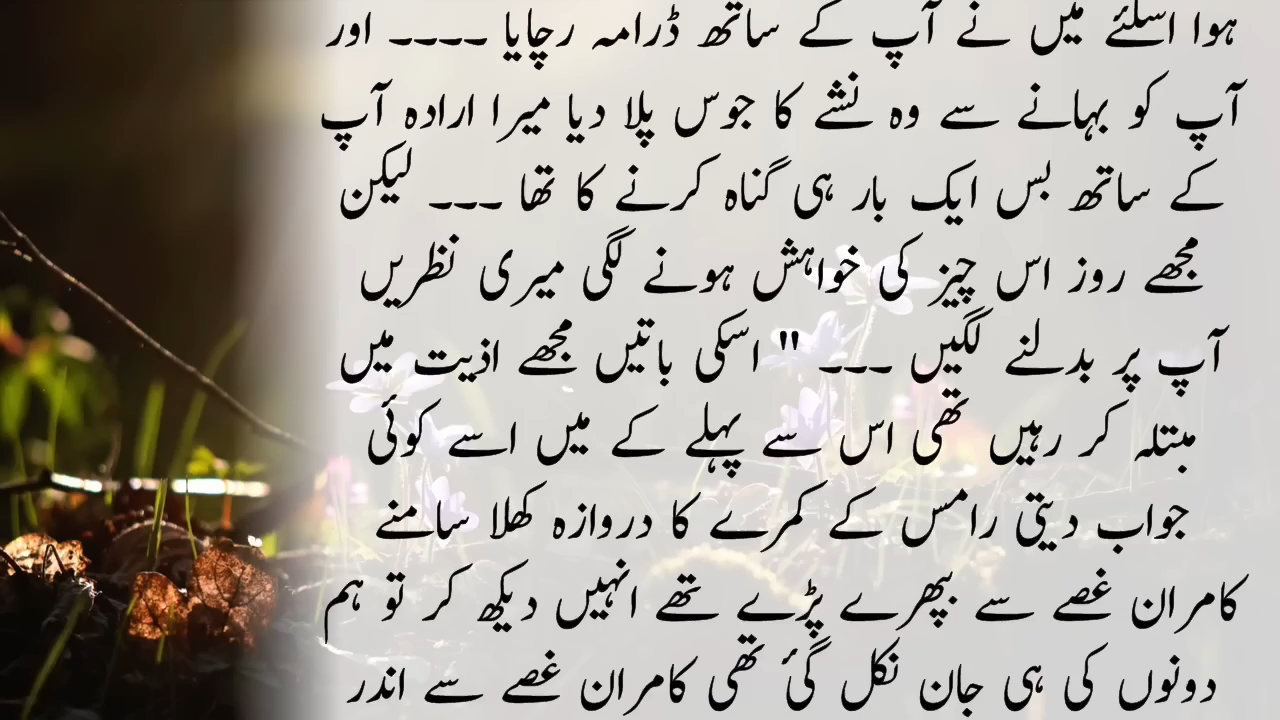 ہوا اسلئے میں نے آپ کے ساتھ ڈرامہ رچایا ۔۔۔۔ اور
آپ کو بہانے سے وہ نشے کا جوس پلا دیا میرا ارادہ آپ
کے ساتھ بس ایک بار ہی گناہ کرنے کا تھا ۔۔۔ لیکن
مجھے روز اس چیز کی خواہش ہونے لگی میری نظریں
آپ پر بدلنے لگیں ۔۔۔ " اسکی باتیں مجھے اذیت میں
مبتلہ کر رہیں تھی اس سے پہلے کے میں اسے کوئی
جواب دیتی رامس کے کمرے کا دروازہ کھلا سامنے
کامران غصے سے بپھرے پڑے تھے انہیں دیکھ کر تو ہم
دونوں کی ہی جان نکل گئ تھی کامران غصے سے اندر